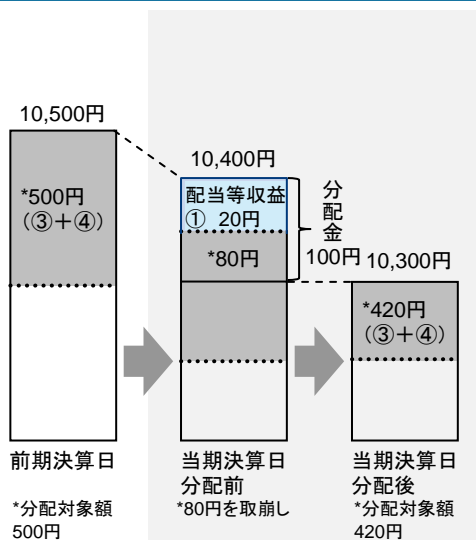 10,500円
*500円
(③+④)
前期決算日
*分配対象額
500円
10,400円
配当等収益
① 20円
*80円
分配金
100円
当期決算日
分配前
*80円を取崩し
10,300円
*420円
(③+④)
当期決算日
分配後
*分配対象額
420円